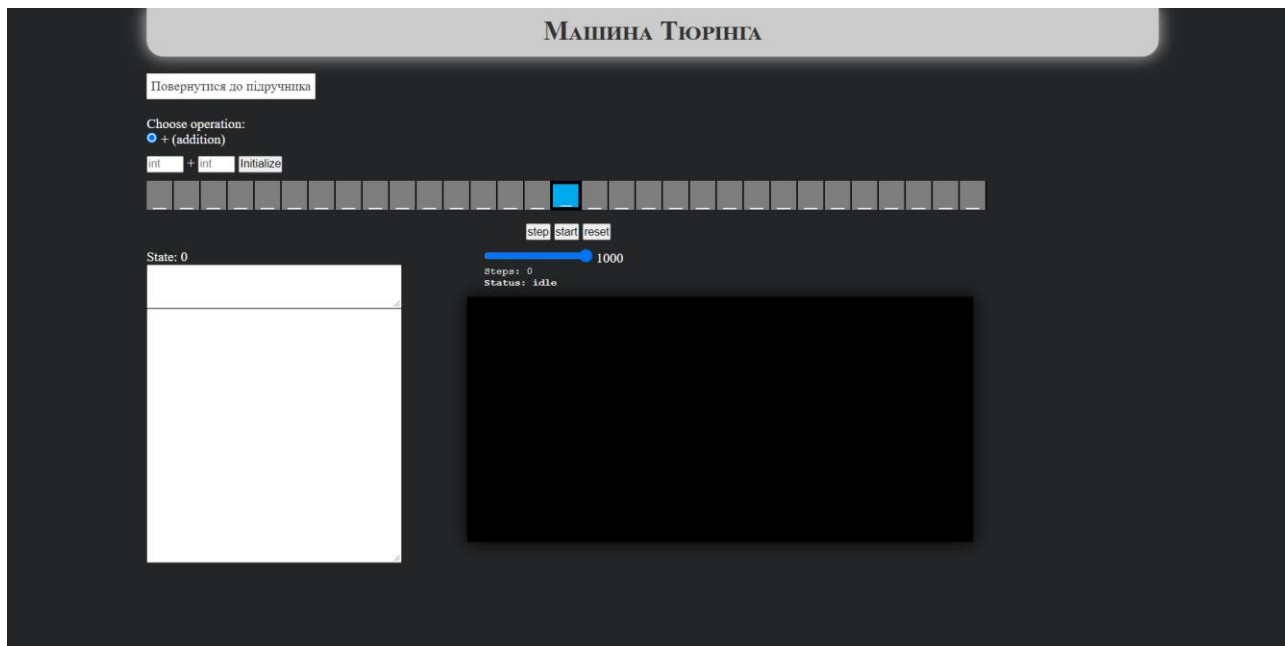 Машина Тюрінга
Повернутися до підручника
Choose operation:
+ (addition)
int + int Initialize
_ _ _ _ _ _ _ _ _ _ _ _ _ _ _ _ _ _ _ _ _ _ _ _ _ _ _ _ _ _ _
step start reset
State: 0
1000
Steps: 0
Status: idle